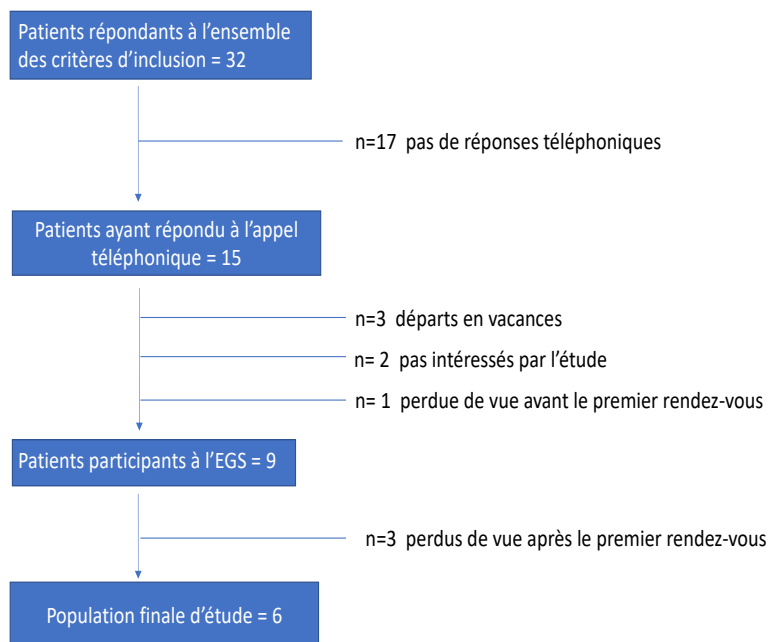 Patients répondants à l’ensemble
des critères d’inclusion = 32
n=17 pas de réponses téléphoniques
Patients ayant répondu à l’appel
téléphonique = 15
n=3 départs en vacances
n= 2 pas intéressés par l’étude
n= 1 perdue de vue avant le premier rendez-vous
Patients participants à l’EGS = 9
n=3 perdus de vue après le premier rendez-vous
Population finale d’étude = 6